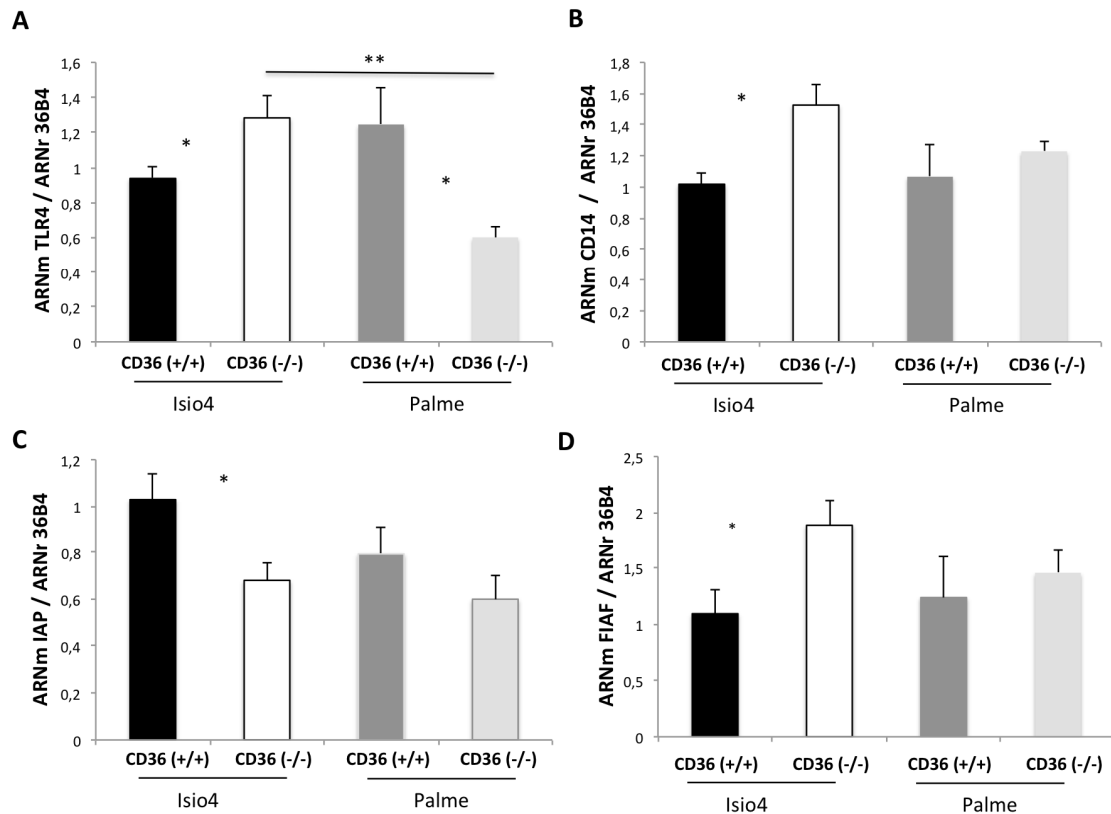 A
ARNm TLR4 / ARNr 36B4
1,6
1,4
1,2
1
0,8
0,6
0,4
0,2
0
*
**
*
CD36 (+/+) CD36 (-/-) CD36 (+/+) CD36 (-/-)
Isio4 Palme
B
ARNm CD14 / ARNr 36B4
1,8
1,6
1,4
1,2
1
0,8
0,6
0,4
0,2
0
*
CD36 (+/+) CD36 (-/-) CD36 (+/+) CD36 (-/-)
Isio4 Palme
C
ARNm IAP / ARNr 36B4
1,2
1
0,8
0,6
0,4
0,2
0
*
CD36 (+/+) CD36 (-/-) CD36 (+/+) CD36 (-/-)
Isio4 Palme
D
ARNm FIAF / ARNr 36B4
2,5
2
1,5
1
0,5
0
*
CD36 (+/+) CD36 (-/-) CD36 (+/+) CD36 (-/-)
Isio4 Palme